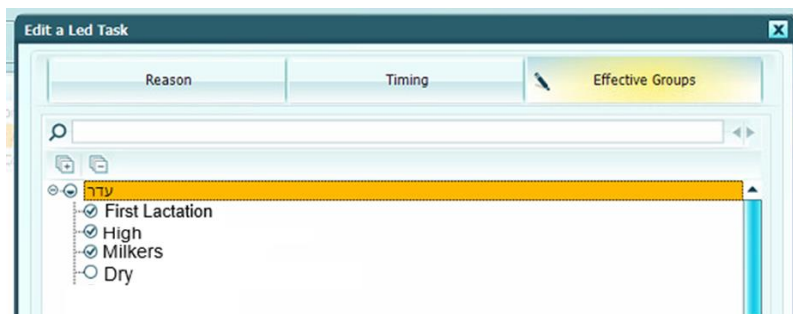 Edit a Led Task
Reason Timing Effective Groups
עדר
First Lactation
High
Milkers
Dry